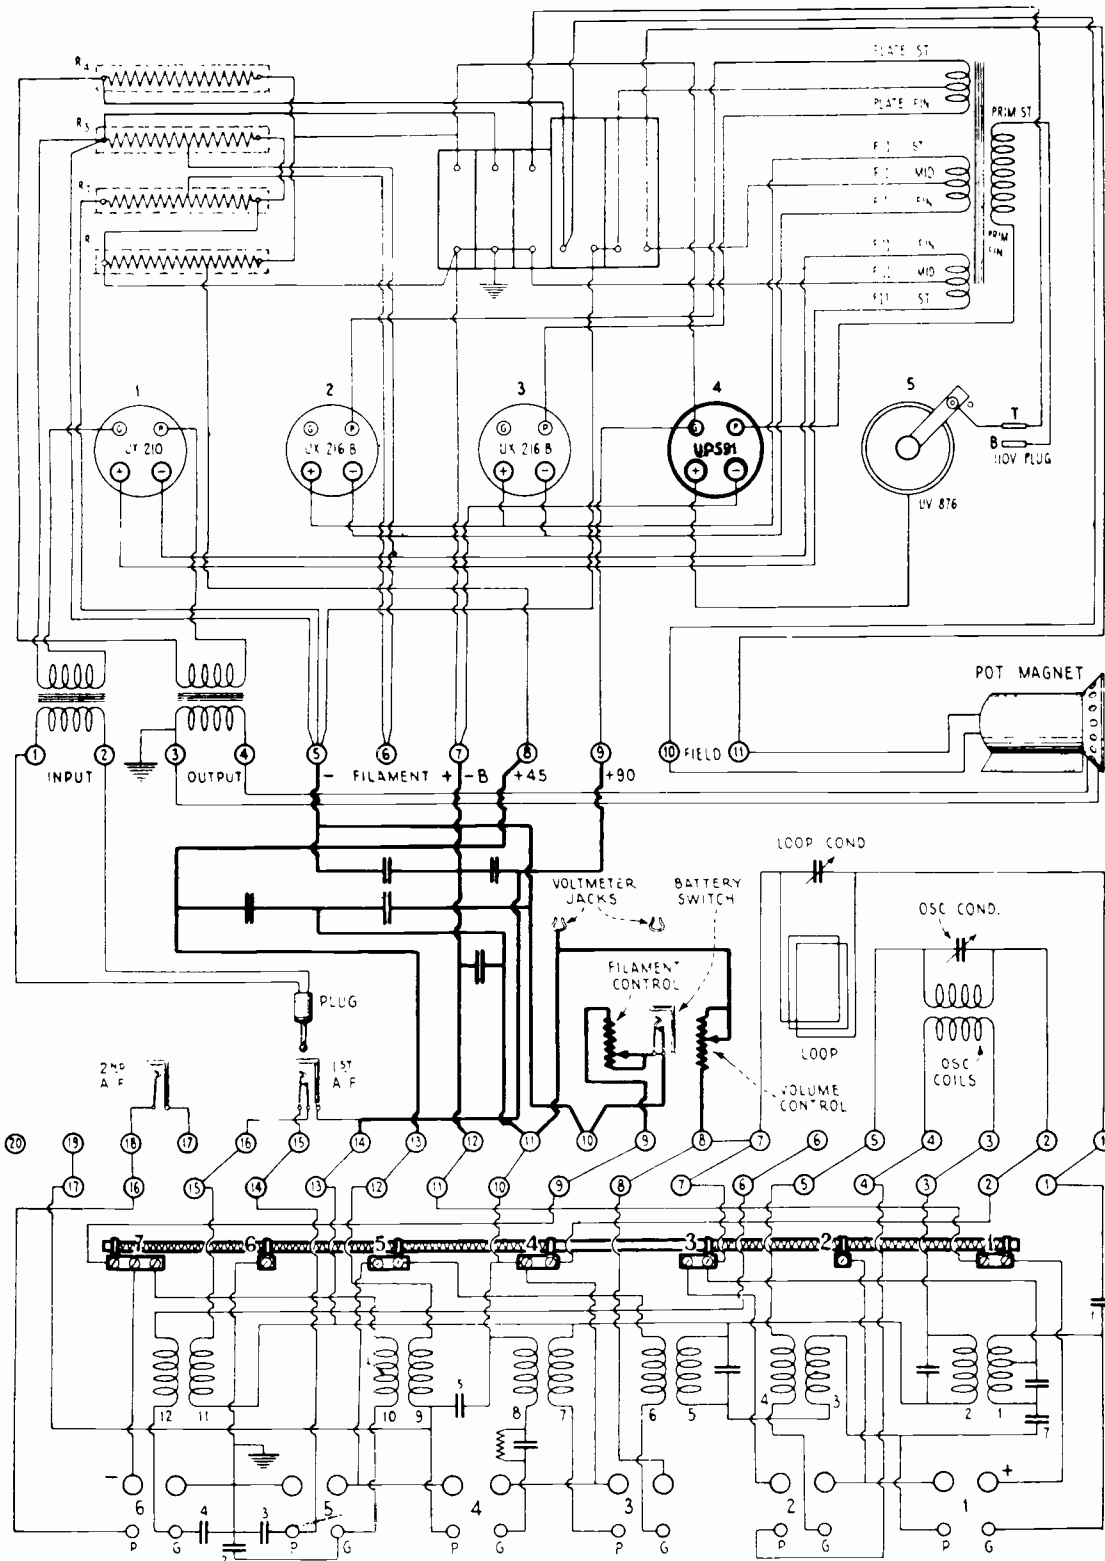 R4
PLATE ST
PLATE FIN
PRIM ST
R3
FIL ST
FIL MID
FIL FIN
PRIM FIN
FIL FIN
FIL MID
FIL ST
1
2
3
4
5
G P
UX 210
+ −
G P
UX 216 B
+ −
G P
UX 216 B
+ −
G P
UP591
+ −
T
B
110V PLUG
UV 876
POT MAGNET
1 2 3 4 5 6 7 8 9 10 FIELD 11
INPUT
OUTPUT
- FILAMENT + -B +45 +90
LOOP COND
VOLTMETER JACKS
BATTERY SWITCH
OSC COND.
FILAMENT CONTROL
PLUG
LOOP
OSC COILS
2ND A F
1ST A F
VOLUME CONTROL
20 19 18 17 16 15 14 13 12 11 10 9 8 7 6 5 4 3 2 1
17 16 15 14 13 12 11 10 9 8 7 6 5 4 3 2 1
7 6 5 4 3 2 1
5
12 11 10 9 8 7 6 5 4 3 2 1
7
- +
6 5 4 3 2 1
4 3
P G P G P G P G P G P G
2